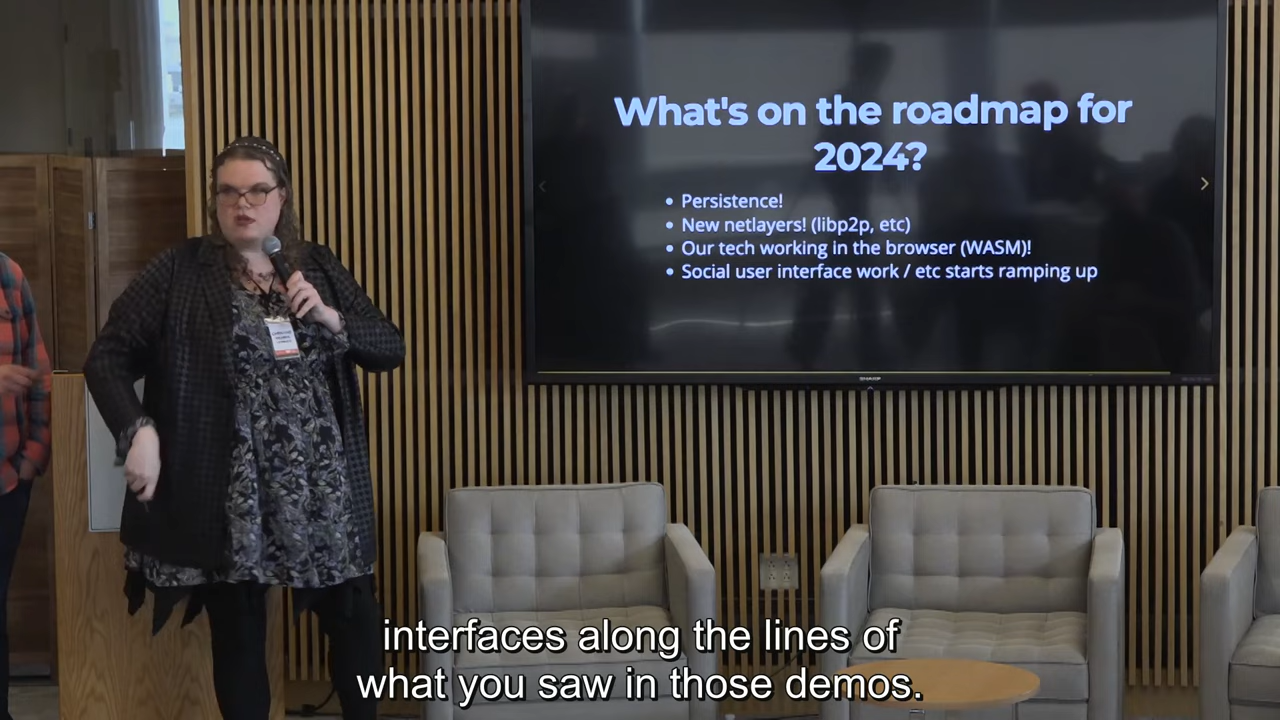 What's on the roadmap for
2024?
• Persistence!
• New netlayers! (libp2p, etc)
• Our tech working in the browser (WASM)!
• Social user interface work / etc starts ramping up
SHARP
interfaces along the lines of
what you saw in those demos.